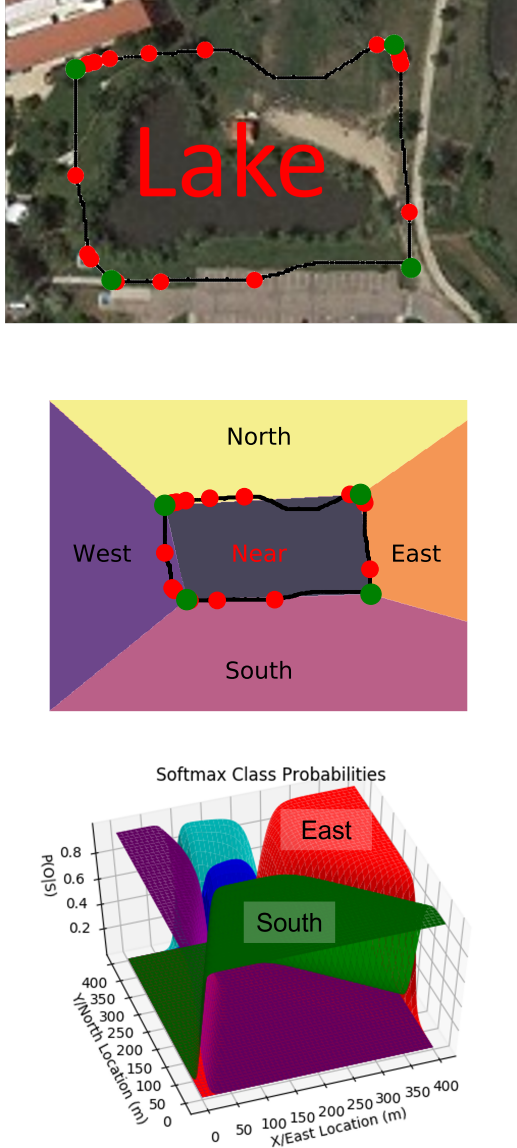 Lake
North
West
Near
East
South
Softmax Class Probabilities
East
South
P(O|S)
0.8
0.6
0.4
0.2
400
350
300
250
200
150
100
50
0
Y/North Location (m)
0
50
100
150
200
250
300
350
400
X/East Location (m)